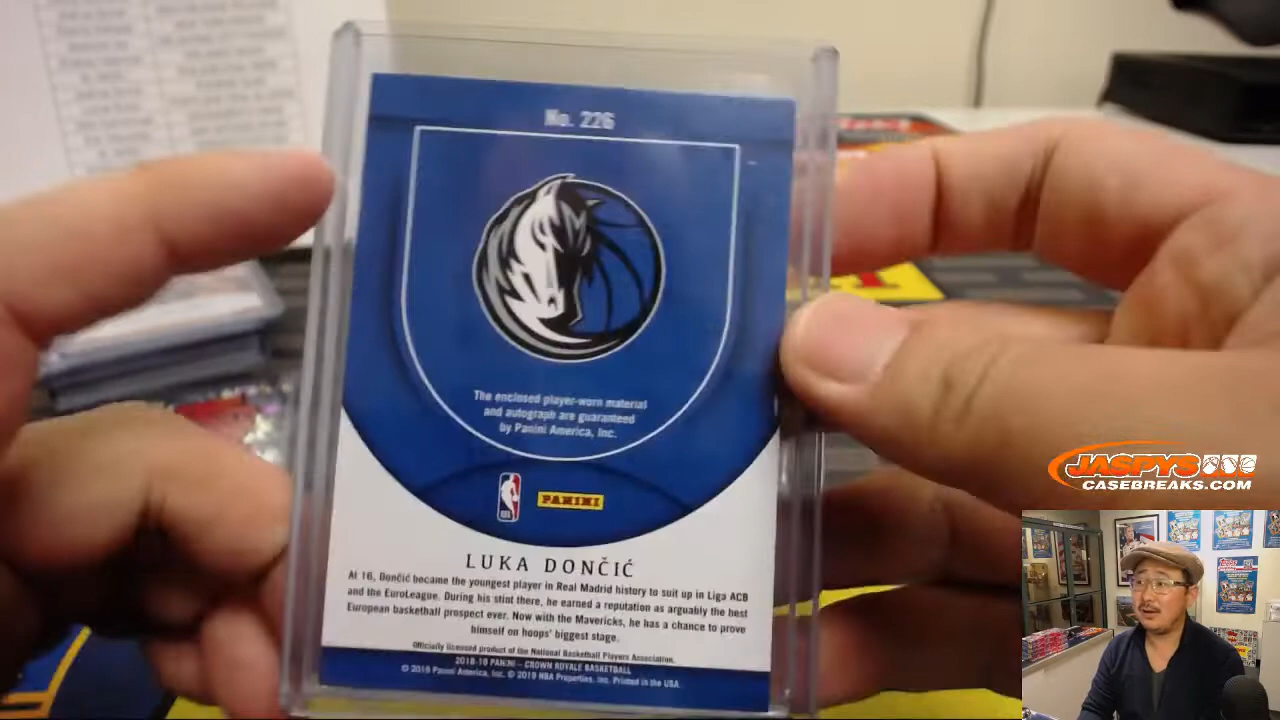 No. 226
The enclosed player-worn material
and autograph are guaranteed
by Panini America, Inc.
PANINI
LUKA DONČIĆ
At 16, Dončić became the youngest player in Real Madrid history to suit up in Liga ACB
and the EuroLeague. During his stint there, he earned a reputation as arguably the best
European basketball prospect ever. Now with the Mavericks, he has a chance to prove
himself on hoops' biggest stage.
Officially licensed product of the National Basketball Players Association.
2018-19 PANINI – CROWN ROYALE BASKETBALL
© 2019 Panini America, Inc. © 2019 NBA Properties, Inc. Printed in the USA.
JASPYS
CASEBREAKS.COM